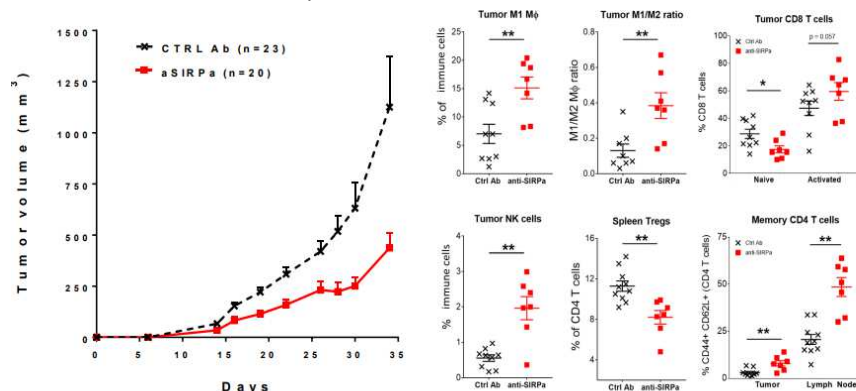 CTRL Ab (n=23)
aSIRPa (n=20)
Tumor volume (mm³)
1500
1250
1000
750
500
250
0
0 5 10 15 20 25 30 35
Days
Tumor M1 Mϕ
**
% of immune cells
25
20
15
10
5
0
Ctrl Ab anti-SIRPa
Tumor M1/M2 ratio
**
M1/M2 Mϕ ratio
0.8
0.6
0.4
0.2
0.0
Ctrl Ab anti-SIRPa
Tumor CD8 T cells
Ctrl Ab
anti-SIRPa
p = 0.057
*
% CD8 T cells
100
80
60
40
20
0
Naive Activated
Tumor NK cells
**
% immune cells
4
3
2
1
0
Ctrl Ab anti-SIRPa
Spleen Tregs
**
% of CD4 T cells
16
12
8
4
Ctrl Ab anti-SIRPa
Memory CD4 T cells
Ctrl Ab
anti-SIRPa
**
**
% CD44+ CD62L+ (CD4 T cells)
75
50
25
0
Tumor Lymph Node